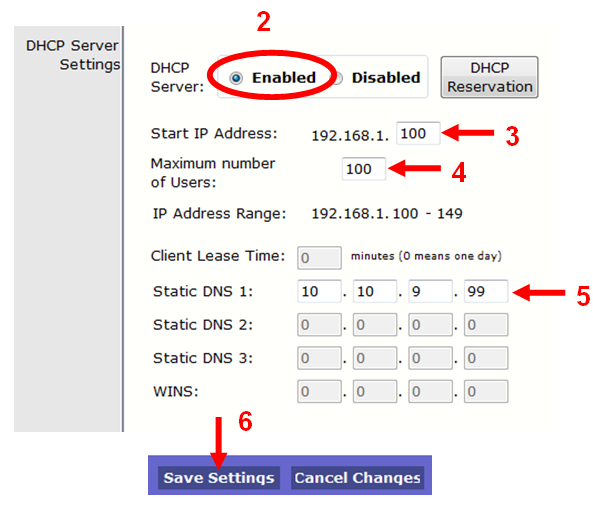 2
DHCP Server
Settings
DHCP
Server:
Enabled
Disabled
DHCP
Reservation
Start IP Address: 192.168.1. 100
3
Maximum number
of Users:
100
4
IP Address Range: 192.168.1.100 - 149
Client Lease Time: 0 minutes (0 means one day)
Static DNS 1: 10 . 10 . 9 . 99
5
Static DNS 2: 0 . 0 . 0 . 0
Static DNS 3: 0 . 0 . 0 . 0
WINS: 0 . 0 . 0 . 0
6
Save Settings Cancel Changes